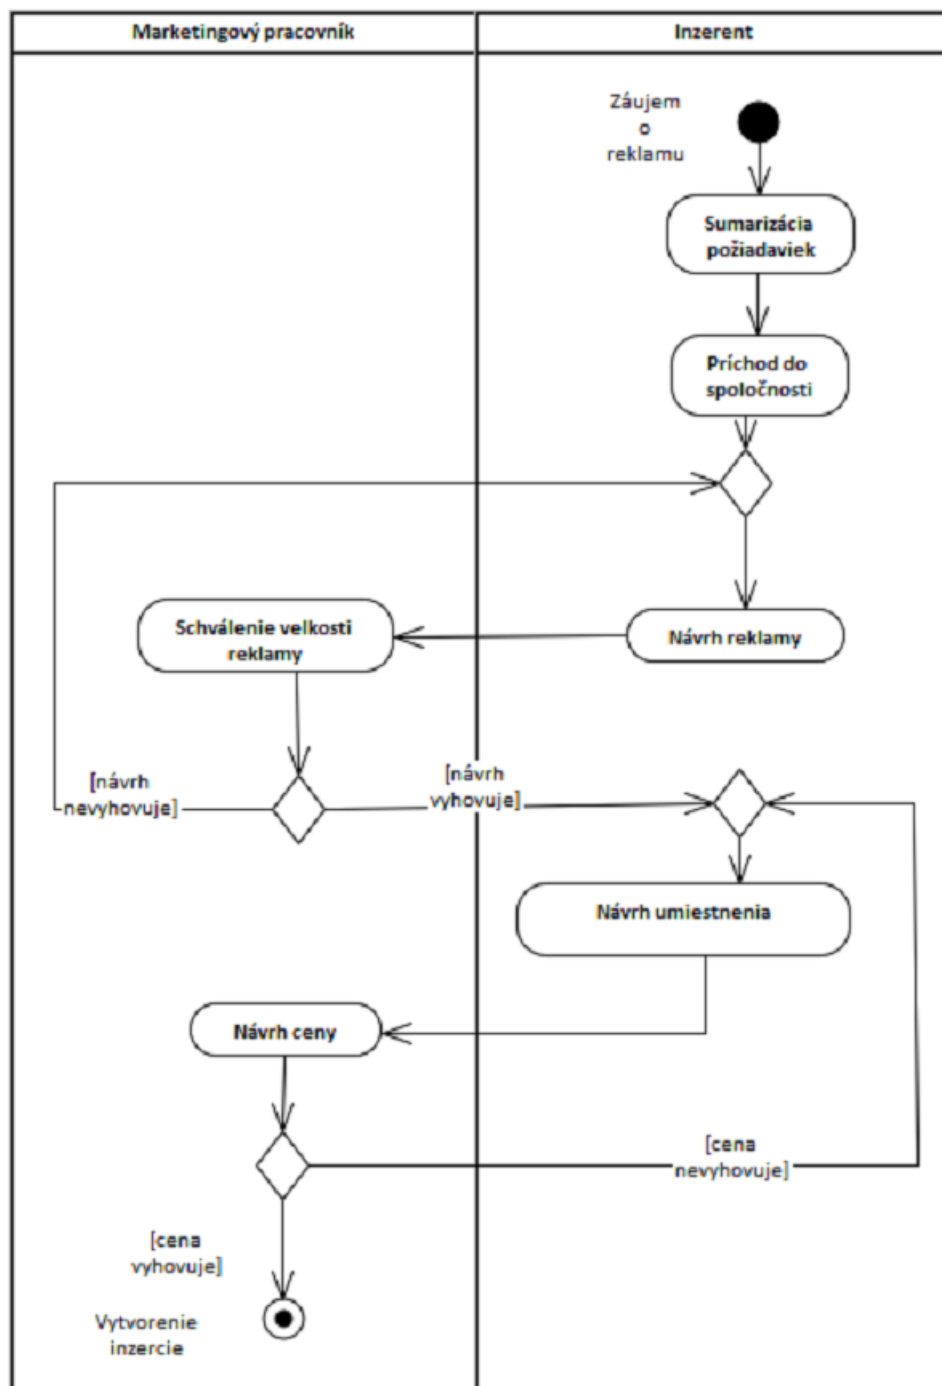 Marketingový pracovník
Inzerent
Záujem
o
reklamu
Sumarizácia
požiadaviek
Príchod do
spoločnosti
Návrh reklamy
Schválenie velkosti
reklamy
[návrh
nevyhovuje]
[návrh
vyhovuje]
Návrh umiestnenia
Návrh ceny
[cena
nevyhovuje]
[cena
vyhovuje]
Vytvorenie
inzercie